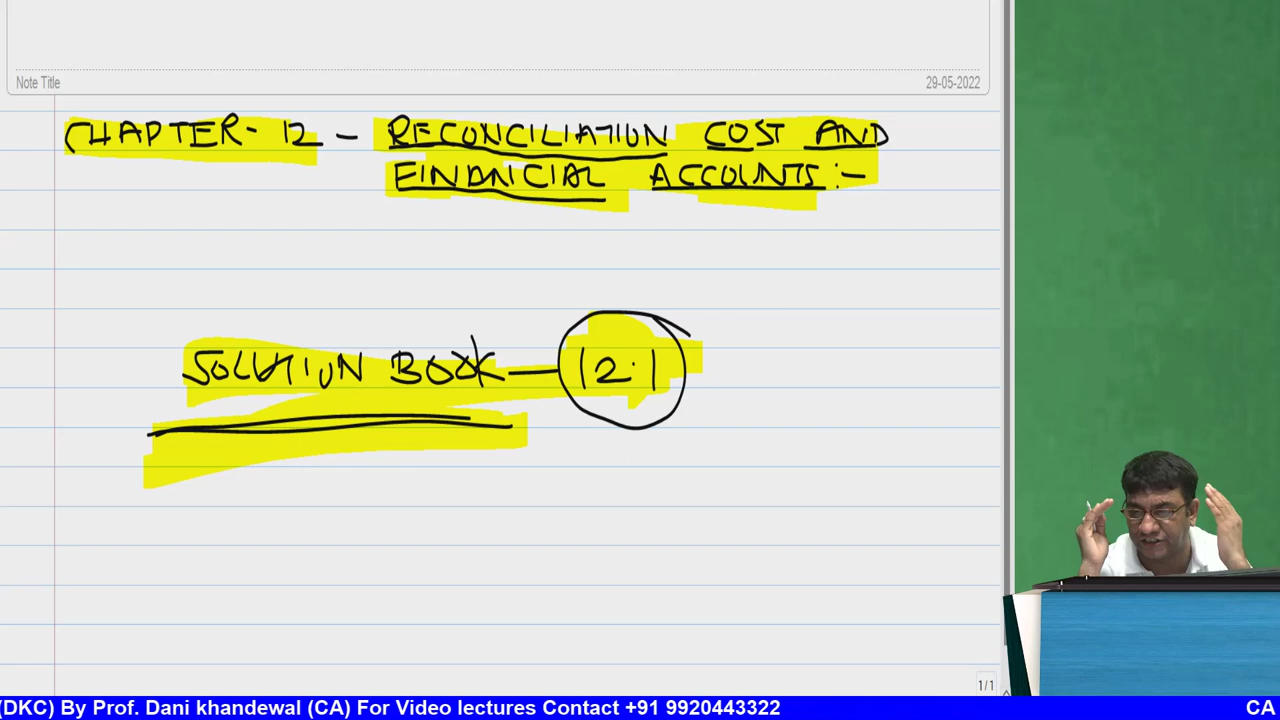 Note Title
29-05-2022
CHAPTER- 12 - RECONCILIATION COST AND
FINANCIAL ACCOUNTS :-
SOLUTION BOOK - 12.1
1/1
(DKC) By Prof. Dani khandewal (CA) For Video lectures Contact +91 9920443322
CA